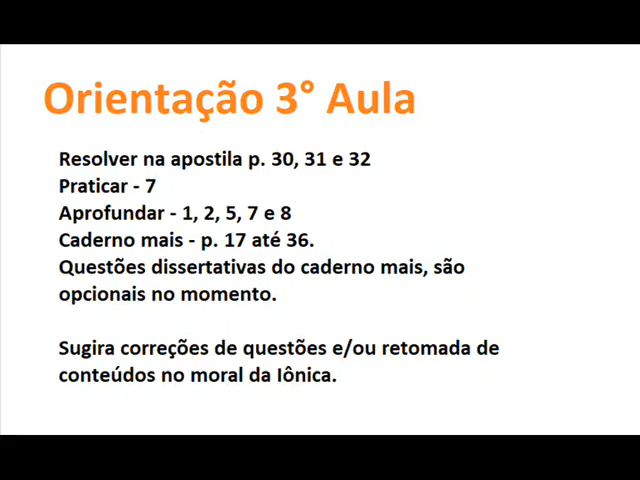 Orientação 3° Aula
Resolver na apostila p. 30, 31 e 32
Praticar - 7
Aprofundar - 1, 2, 5, 7 e 8
Caderno mais - p. 17 até 36.
Questões dissertativas do caderno mais, são
opcionais no momento.
Sugira correções de questões e/ou retomada de
conteúdos no moral da Iônica.